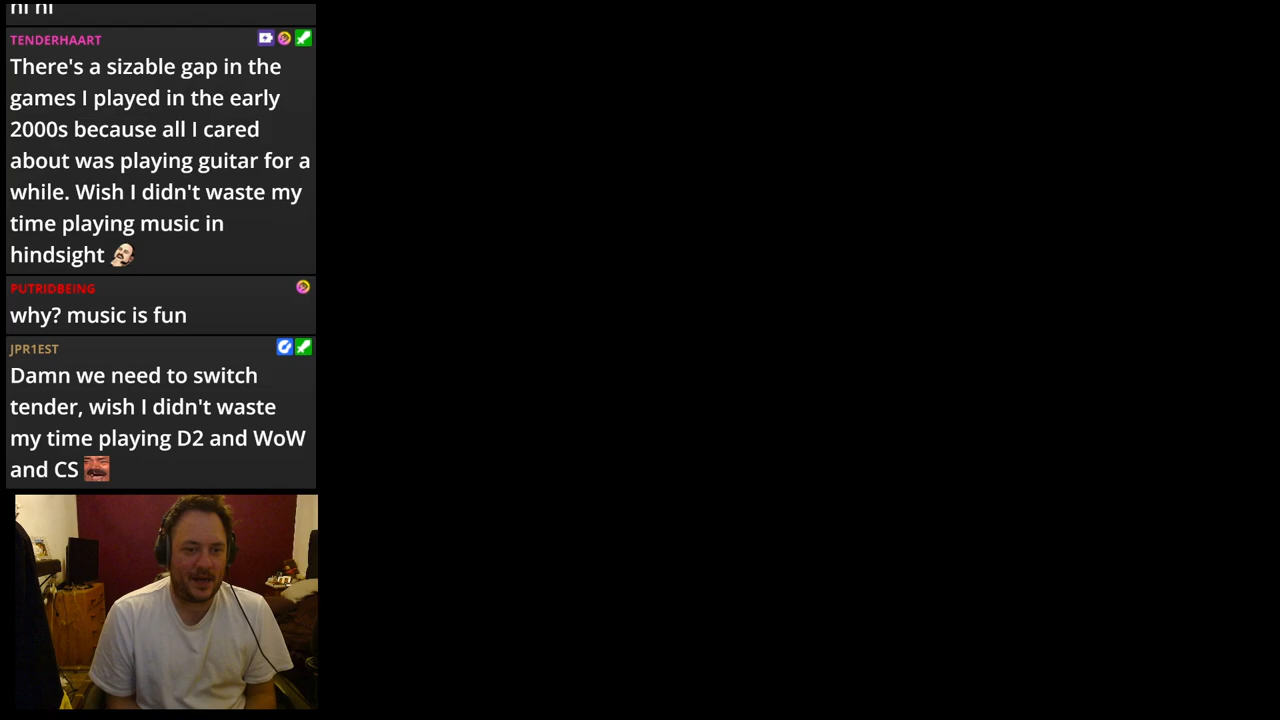 hi hi
TENDERHAART
There's a sizable gap in the
games I played in the early
2000s because all I cared
about was playing guitar for a
while. Wish I didn't waste my
time playing music in
hindsight
PUTRIDBEING
why? music is fun
JPR1EST
Damn we need to switch
tender, wish I didn't waste
my time playing D2 and WoW
and CS